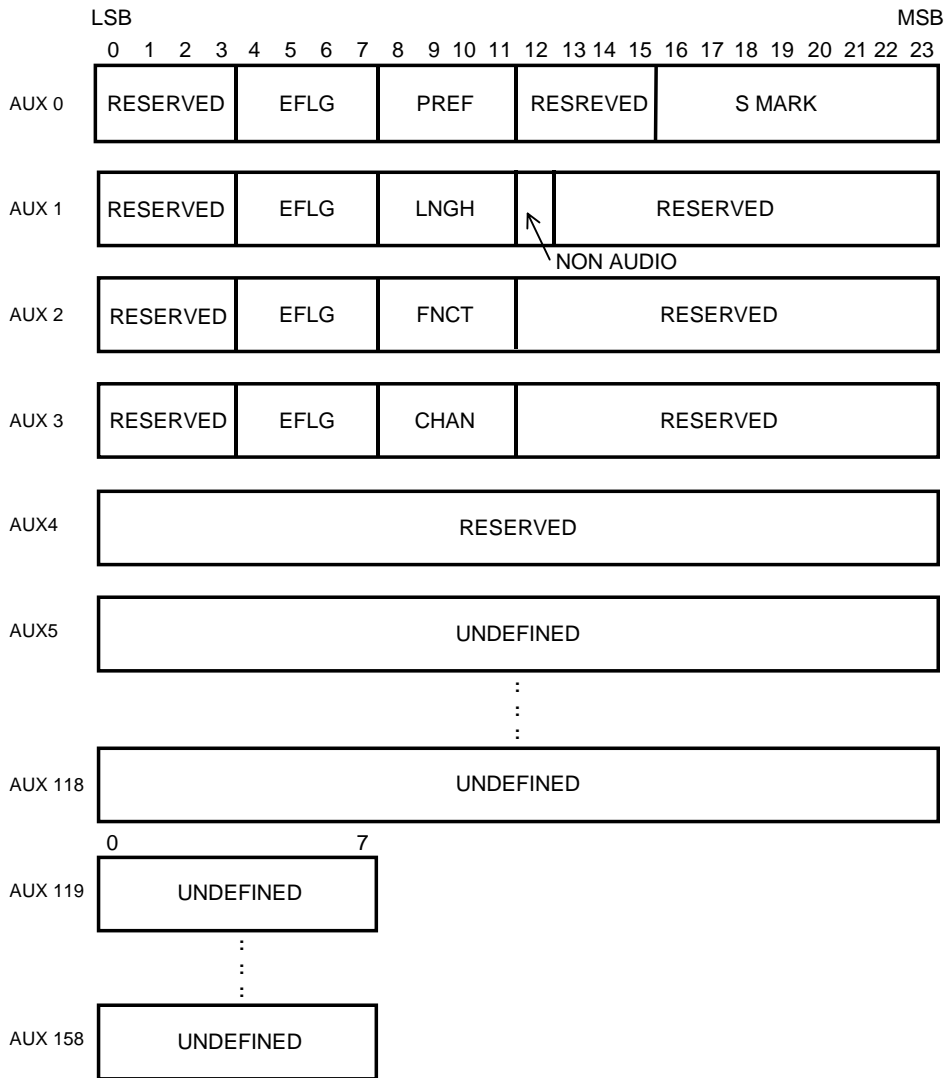 LSB MSB
0 1 2 3 4 5 6 7 8 9 10 11 12 13 14 15 16 17 18 19 20 21 22 23
AUX 0 RESERVED EFLG PREF RESREVED S MARK
AUX 1 RESERVED EFLG LNGH RESERVED
NON AUDIO
AUX 2 RESERVED EFLG FNCT RESERVED
AUX 3 RESERVED EFLG CHAN RESERVED
AUX4 RESERVED
AUX5 UNDEFINED
AUX 118 UNDEFINED
0 7
AUX 119 UNDEFINED
AUX 158 UNDEFINED